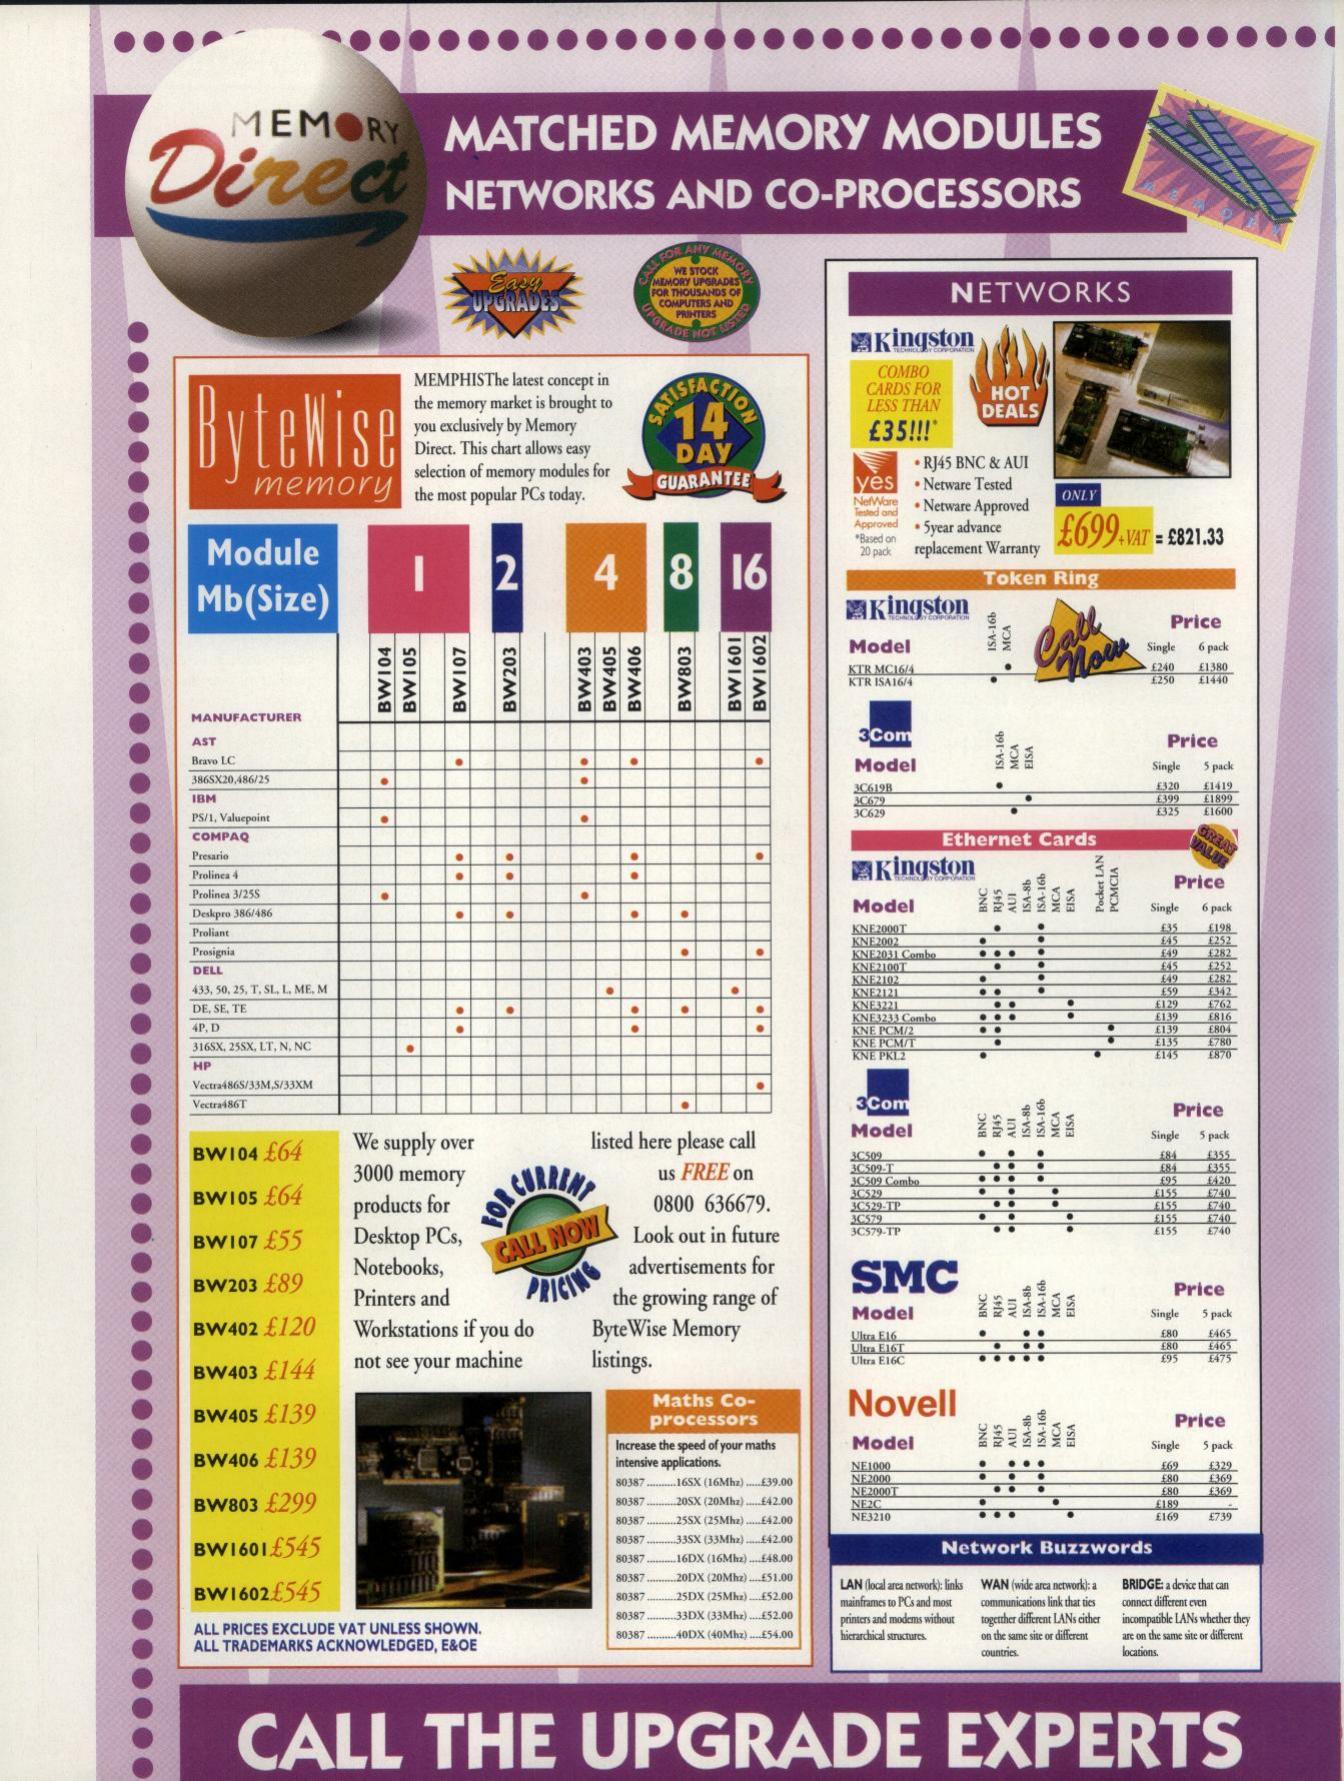 MEMORY
Direct
MATCHED MEMORY MODULES
NETWORKS AND CO-PROCESSORS
MEMORY
Easy
UPGRADES
CALL FOR ANY MEMORY
WE STOCK
MEMORY UPGRADES
FOR THOUSANDS OF
COMPUTERS AND
PRINTERS
UPGRADE NOT LISTED
ByteWise
memory
MEMPHISThe latest concept in
the memory market is brought to
you exclusively by Memory
Direct. This chart allows easy
selection of memory modules for
the most popular PCs today.
SATISFACTION
14
DAY
GUARANTEE
Module
Mb(Size)
1 2 4 8 16
BW104 BW105 BW107 BW203 BW403 BW405 BW406 BW803 BW1601 BW1602
MANUFACTURER
AST
Bravo LC • • • •
386SX20,486/25 • •
IBM
PS/1, Valuepoint • •
COMPAQ
Presario • • • •
Prolinea 4 • • •
Prolinea 3/25S • •
Deskpro 386/486 • • • •
Proliant
Prosignia • •
DELL
433, 50, 25, T, SL, L, ME, M • •
DE, SE, TE • • • • •
4P, D • • •
316SX, 25SX, LT, N, NC •
HP
Vectra486S/33M,S/33XM •
Vectra486T •
BW104 £64
BW105 £64
BW107 £55
BW203 £89
BW402 £120
BW403 £144
BW405 £139
BW406 £139
BW803 £299
BW1601 £545
BW1602 £545
We supply over
3000 memory
products for
Desktop PCs,
Notebooks,
Printers and
Workstations if you do
not see your machine
FOR CURRENT
CALL NOW
PRICING
listed here please call
us FREE on
0800 636679.
Look out in future
advertisements for
the growing range of
ByteWise Memory
listings.
Maths Co-
processors
Increase the speed of your maths
intensive applications.
80387 ..........16SX (16Mhz) .....£39.00
80387 ..........20SX (20Mhz) .....£42.00
80387 ..........25SX (25Mhz) .....£42.00
80387 ..........33SX (33Mhz) .....£42.00
80387 ..........16DX (16Mhz) ....£48.00
80387 ..........20DX (20Mhz) ....£51.00
80387 ..........25DX (25Mhz) ....£52.00
80387 ..........33DX (33Mhz) ....£52.00
80387 ..........40DX (40Mhz) ....£54.00
ALL PRICES EXCLUDE VAT UNLESS SHOWN.
ALL TRADEMARKS ACKNOWLEDGED, E&OE
NETWORKS
Kingston
TECHNOLOGY CORPORATION
COMBO
CARDS FOR
LESS THAN
£35!!!*
HOT
DEALS
yes
NetWare
Tested and
Approved
*Based on
20 pack
• RJ45 BNC & AUI
• Netware Tested
• Netware Approved
• 5year advance
replacement Warranty
ONLY
£699+VAT = £821.33
Token Ring
Kingston
TECHNOLOGY CORPORATION
Call Now
Price
Model ISA-16b MCA Single 6 pack
KTR MC16/4 • £240 £1380
KTR ISA16/4 • £250 £1440
3Com
Price
Model ISA-16b MCA EISA Single 5 pack
3C619B • £320 £1419
3C679 • £399 £1899
3C629 • £325 £1600
Ethernet Cards
GREAT VALUE
Kingston
TECHNOLOGY CORPORATION
Price
Model BNC RJ45 AUI ISA-8b ISA-16b MCA EISA Pocket LAN PCMCIA Single 6 pack
KNE2000T • • £35 £198
KNE2002 • • £45 £252
KNE2031 Combo • • • • £49 £282
KNE2100T • • £45 £252
KNE2102 • • £49 £282
KNE2121 • • • £59 £342
KNE3221 • • • £129 £762
KNE3233 Combo • • • • £139 £816
KNE PCM/2 • • • £139 £804
KNE PCM/T • • £135 £780
KNE PKL2 • • £145 £870
3Com
Price
Model BNC RJ45 AUI ISA-8b ISA-16b MCA EISA Single 5 pack
3C509 • • • £84 £355
3C509-T • • • £84 £355
3C509 Combo • • • • £95 £420
3C529 • • • £155 £740
3C529-TP • • • £155 £740
3C579 • • • £155 £740
3C579-TP • • • £155 £740
SMC
Price
Model BNC RJ45 AUI ISA-8b ISA-16b MCA EISA Single 5 pack
Ultra E16 • • • £80 £465
Ultra E16T • • • £80 £465
Ultra E16C • • • • • £95 £475
Novell
Price
Model BNC RJ45 AUI ISA-8b ISA-16b MCA EISA Single 5 pack
NE1000 • • • • £69 £329
NE2000 • • • £80 £369
NE2000T • • • £80 £369
NE2C • • £189 -
NE3210 • • • • £169 £739
Network Buzzwords
LAN (local area network): links
mainframes to PCs and most
printers and modems without
hierarchical structures.
WAN (wide area network): a
communications link that ties
togetther different LANs either
on the same site or different
countries.
BRIDGE: a device that can
connect different even
incompatible LANs whether they
are on the same site or different
locations.
CALL THE UPGRADE EXPERTS